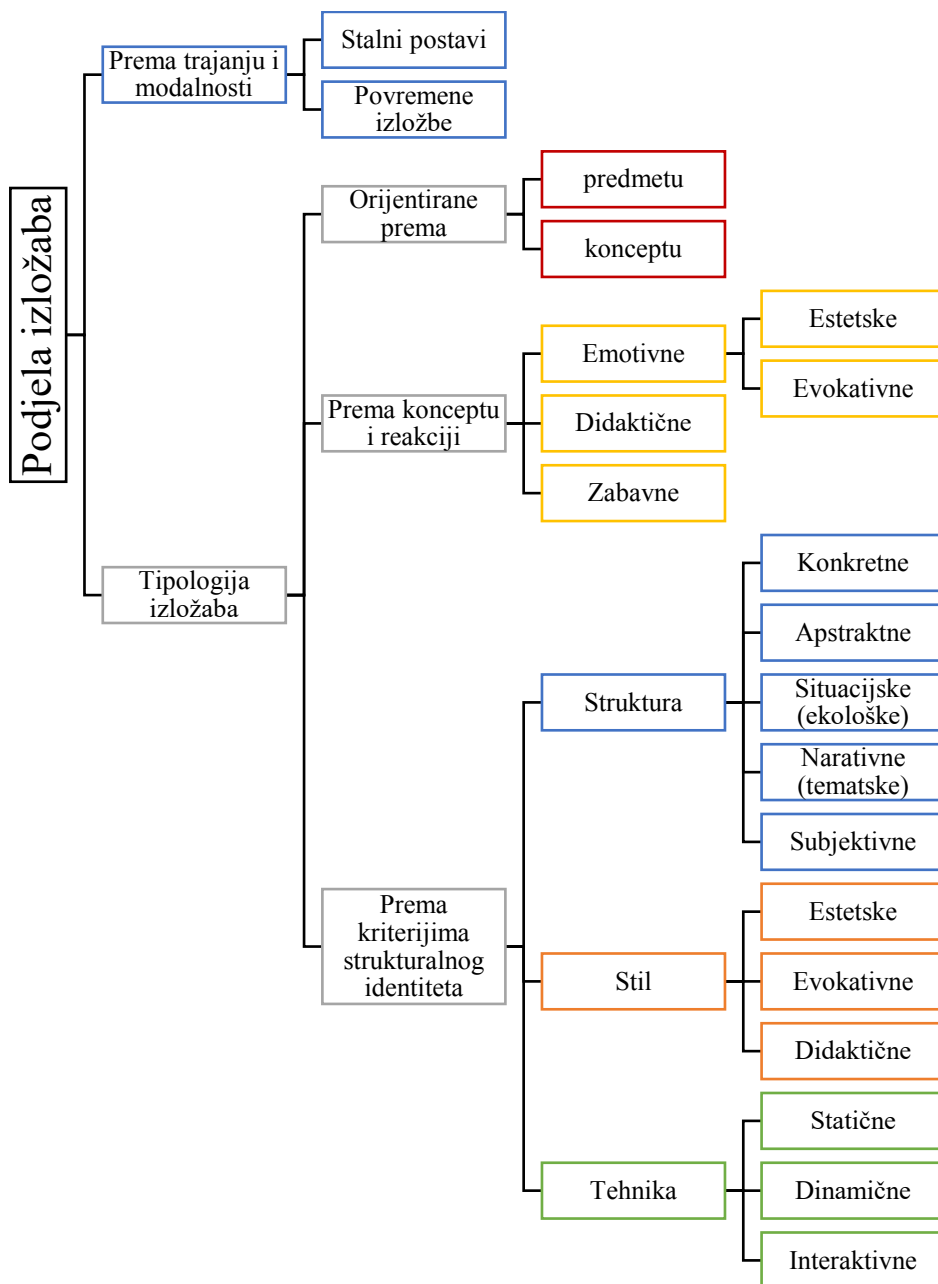 Podjela izložaba
Prema trajanju i
modalnosti
Stalni postavi
Povremene
izložbe
Tipologija
izložaba
Orijentirane
prema
predmetu
konceptu
Prema konceptu
i reakciji
Emotivne
Estetske
Evokativne
Didaktične
Zabavne
Prema
kriterijima
strukturalnog
identiteta
Struktura
Konkretne
Apstraktne
Situacijske
(ekološke)
Narativne
(tematske)
Subjektivne
Stil
Estetske
Evokativne
Didaktične
Tehnika
Statične
Dinamične
Interaktivne